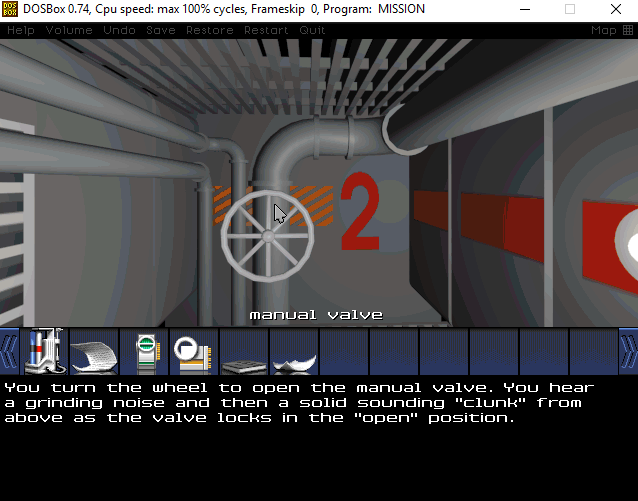 DOSBox 0.74, Cpu speed: max 100% cycles, Frameskip 0, Program: MISSION
Help Volume Undo Save Restore Restart Quit Map
2
manual valve
You turn the wheel to open the manual valve. You hear
a grinding noise and then a solid sounding "clunk" from
above as the valve locks in the "open" position.